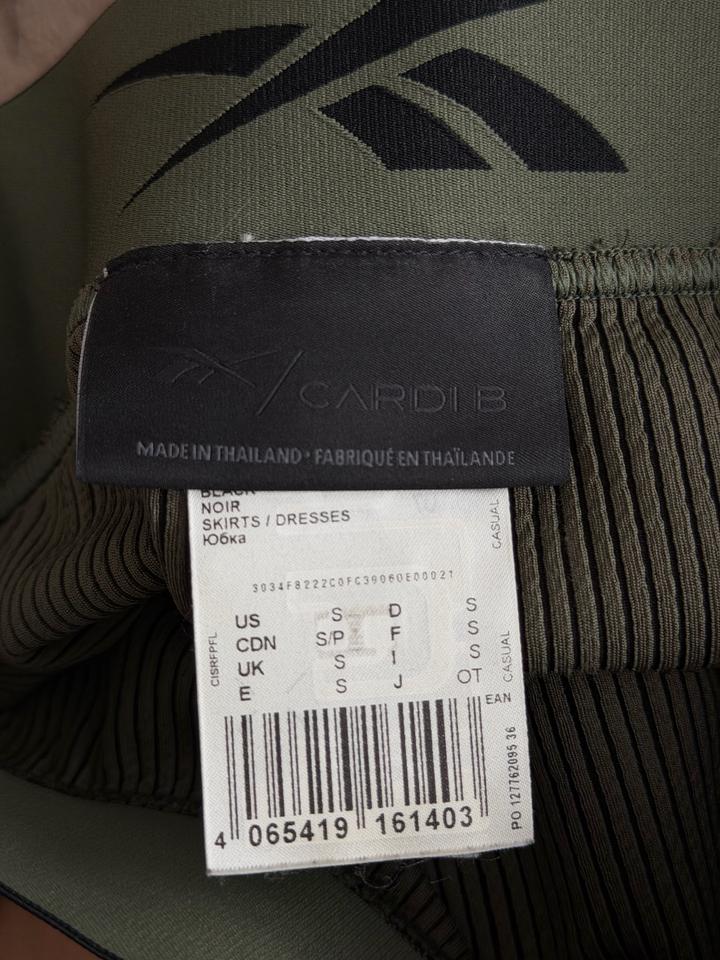 CARDI B
MADE IN THAILAND • FABRIQUÉ EN THAÏLANDE
BLACK
NOIR
SKIRTS / DRESSES
Юбка
CASUAL
3034F8222C0FC39060E00021
US S D S
CDN S/P F S
UK S I S
E S J OT
CISRFPFL
CASUAL
EAN
4 065419 161403
PO 127762095 36